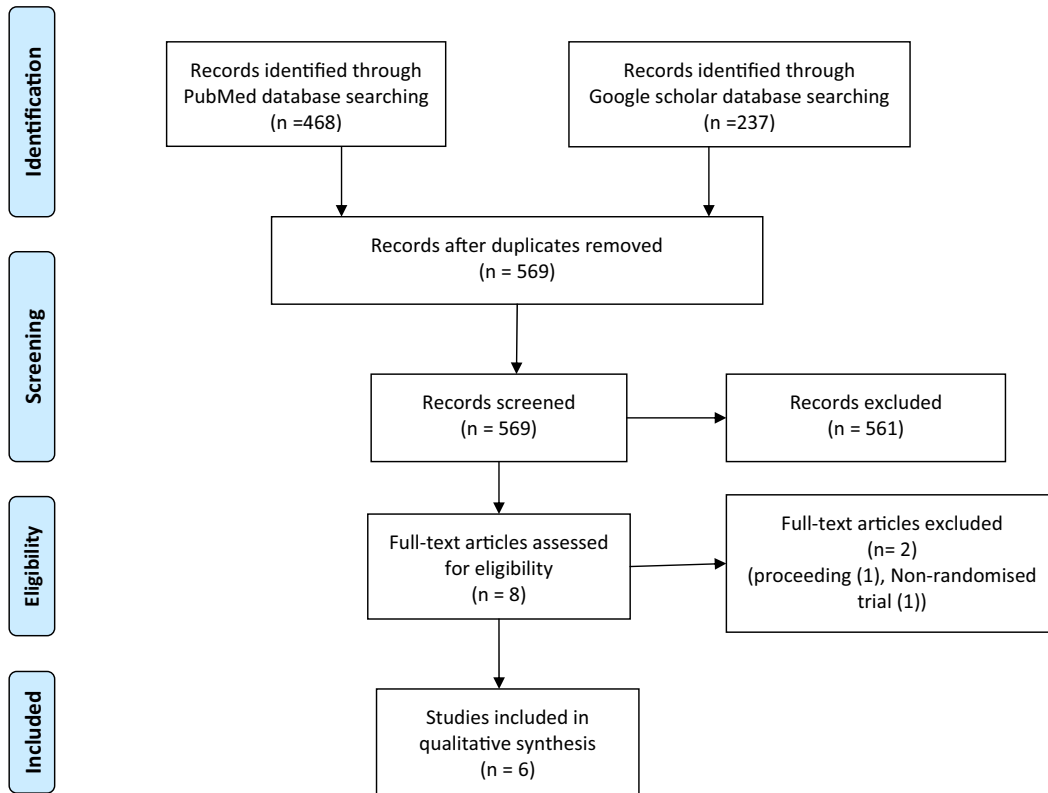 Identification
Records identified through
PubMed database searching
(n =468)
Records identified through
Google scholar database searching
(n =237)
Screening
Records after duplicates removed
(n = 569)
Records screened
(n = 569)
Records excluded
(n = 561)
Eligibility
Full-text articles assessed
for eligibility
(n = 8)
Full-text articles excluded
(n= 2)
(proceeding (1), Non-randomised
trial (1))
Included
Studies included in
qualitative synthesis
(n = 6)